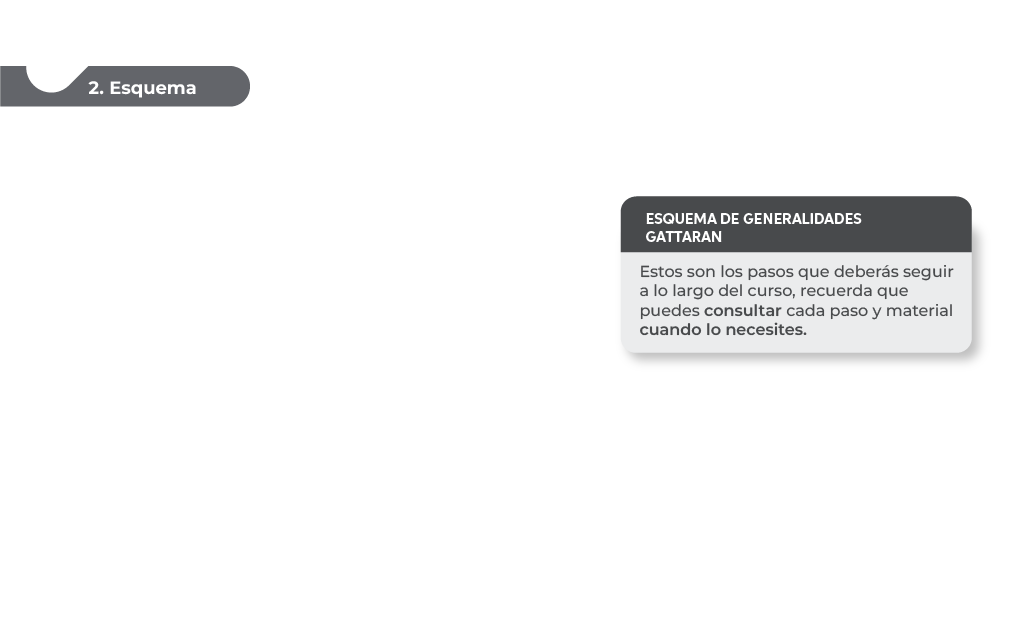 2. Esquema
ESQUEMA DE GENERALIDADES
GATTARAN
Estos son los pasos que deberás seguir
a lo largo del curso, recuerda que
puedes consultar cada paso y material
cuando lo necesites.